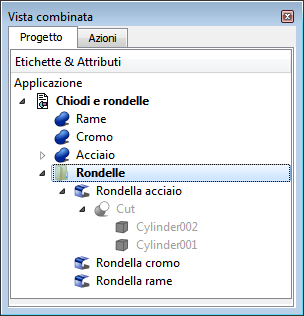 Vista combinata
Progetto
Azioni
Etichette & Attributi
Applicazione
Chiodi e rondelle
Rame
Cromo
Acciaio
Rondelle
Rondella acciaio
Cut
Cylinder002
Cylinder001
Rondella cromo
Rondella rame